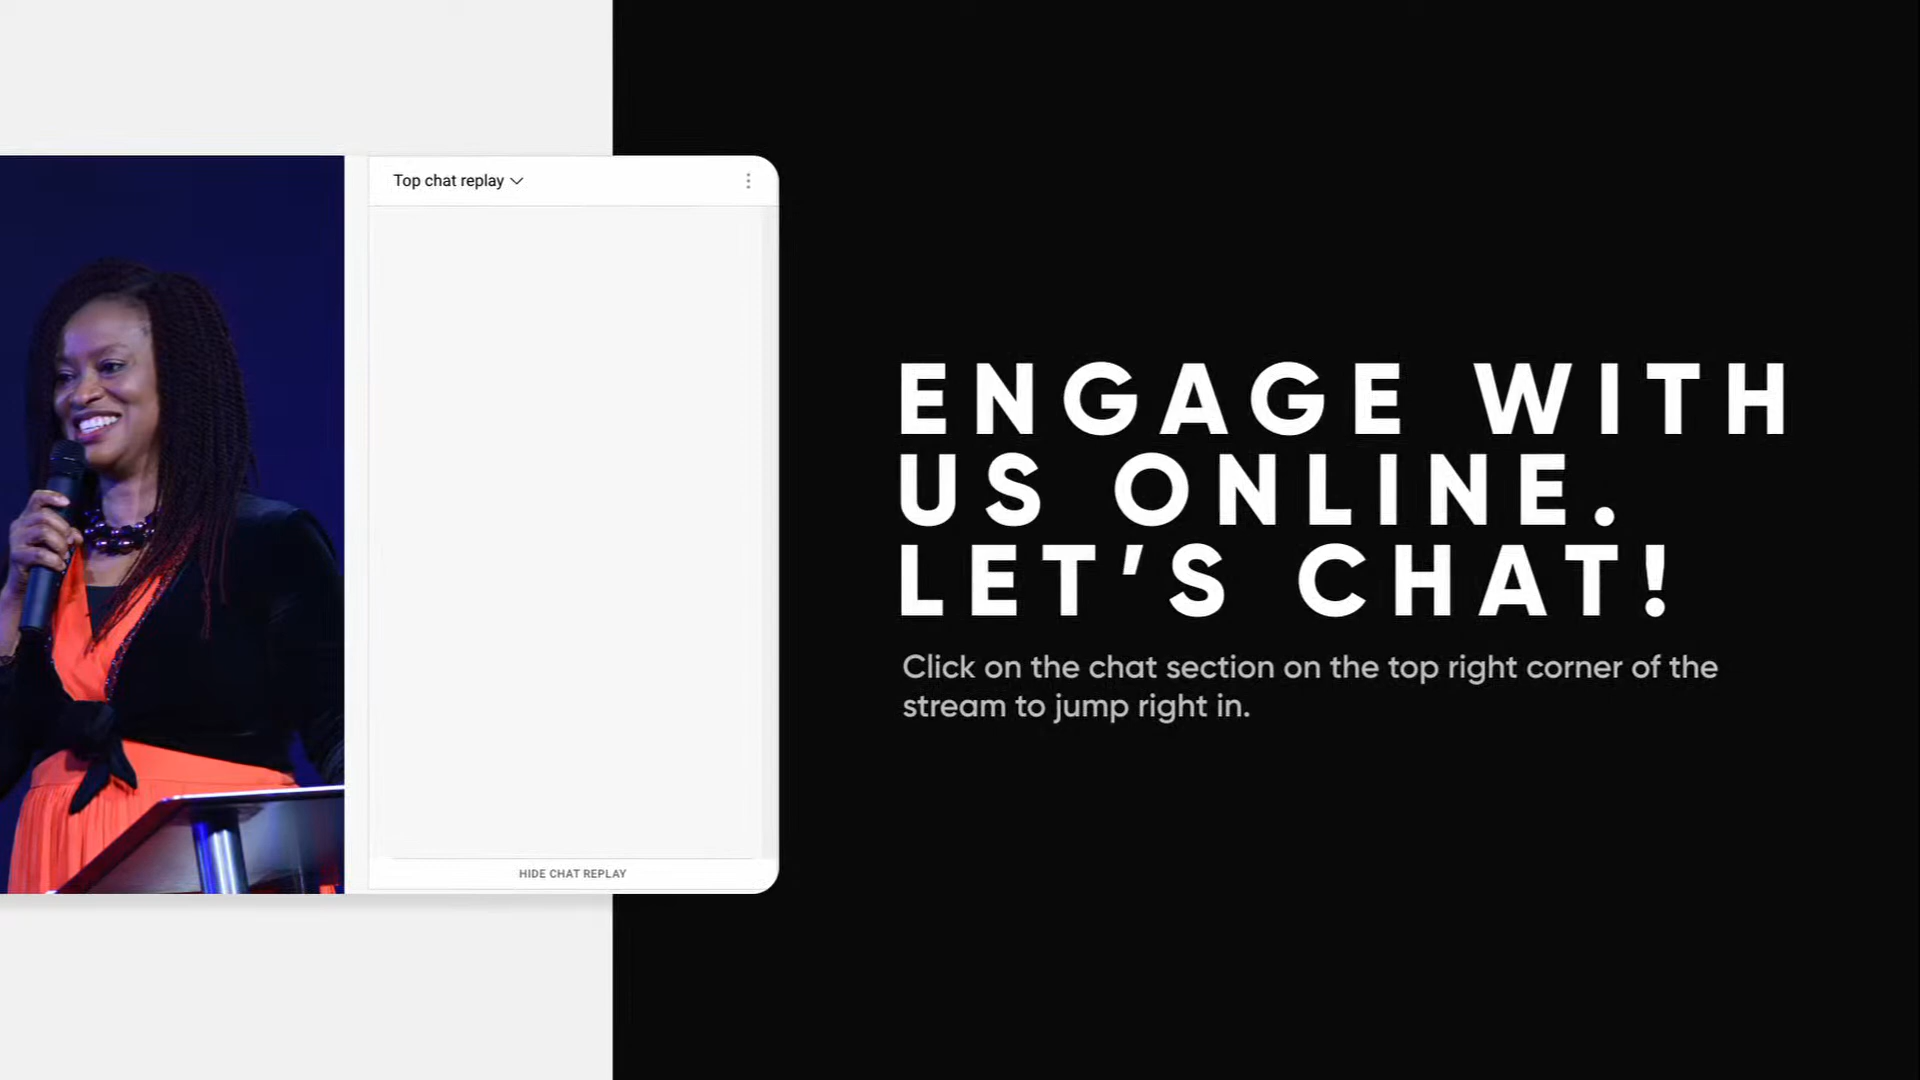 Top chat replay
HIDE CHAT REPLAY
ENGAGE WITH
US ONLINE.
LET’S CHAT!
Click on the chat section on the top right corner of the
stream to jump right in.